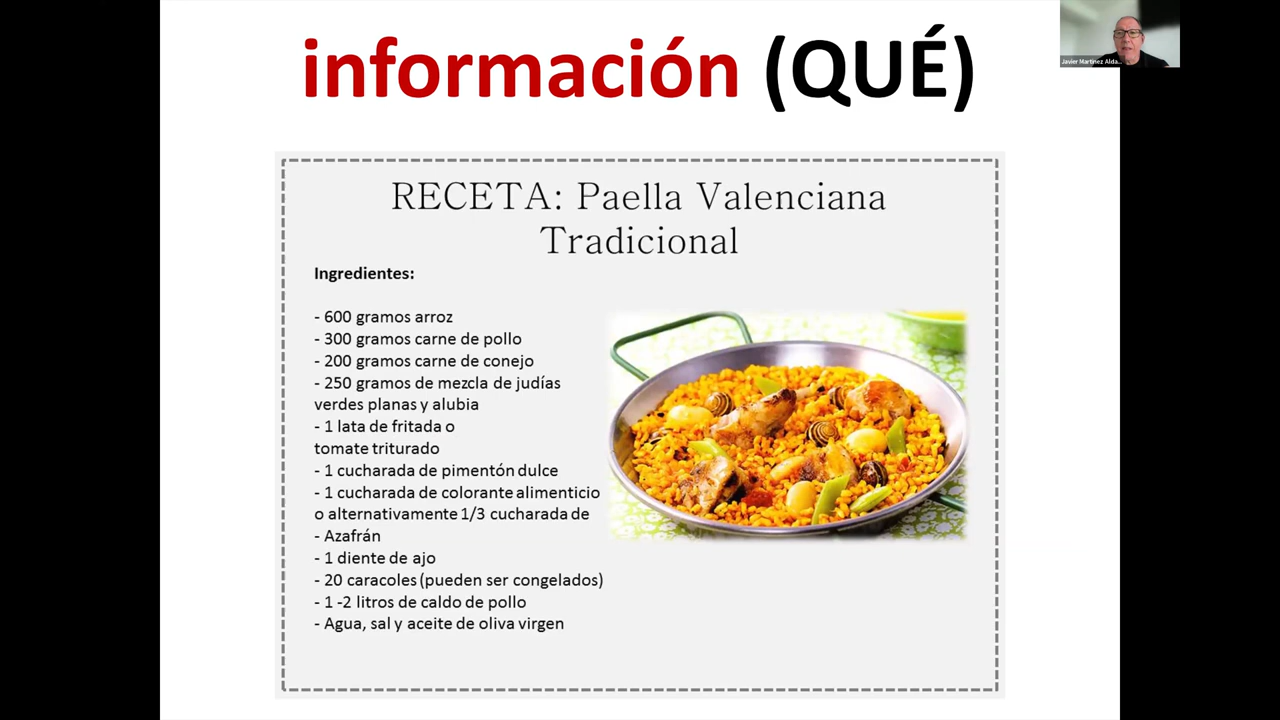 información (QUÉ)
Javier Martinez Alda...
RECETA: Paella Valenciana
Tradicional
Ingredientes:
- 600 gramos arroz
- 300 gramos carne de pollo
- 200 gramos carne de conejo
- 250 gramos de mezcla de judías
verdes planas y alubia
- 1 lata de fritada o
tomate triturado
- 1 cucharada de pimentón dulce
- 1 cucharada de colorante alimenticio
o alternativamente 1/3 cucharada de
- Azafrán
- 1 diente de ajo
- 20 caracoles (pueden ser congelados)
- 1 -2 litros de caldo de pollo
- Agua, sal y aceite de oliva virgen